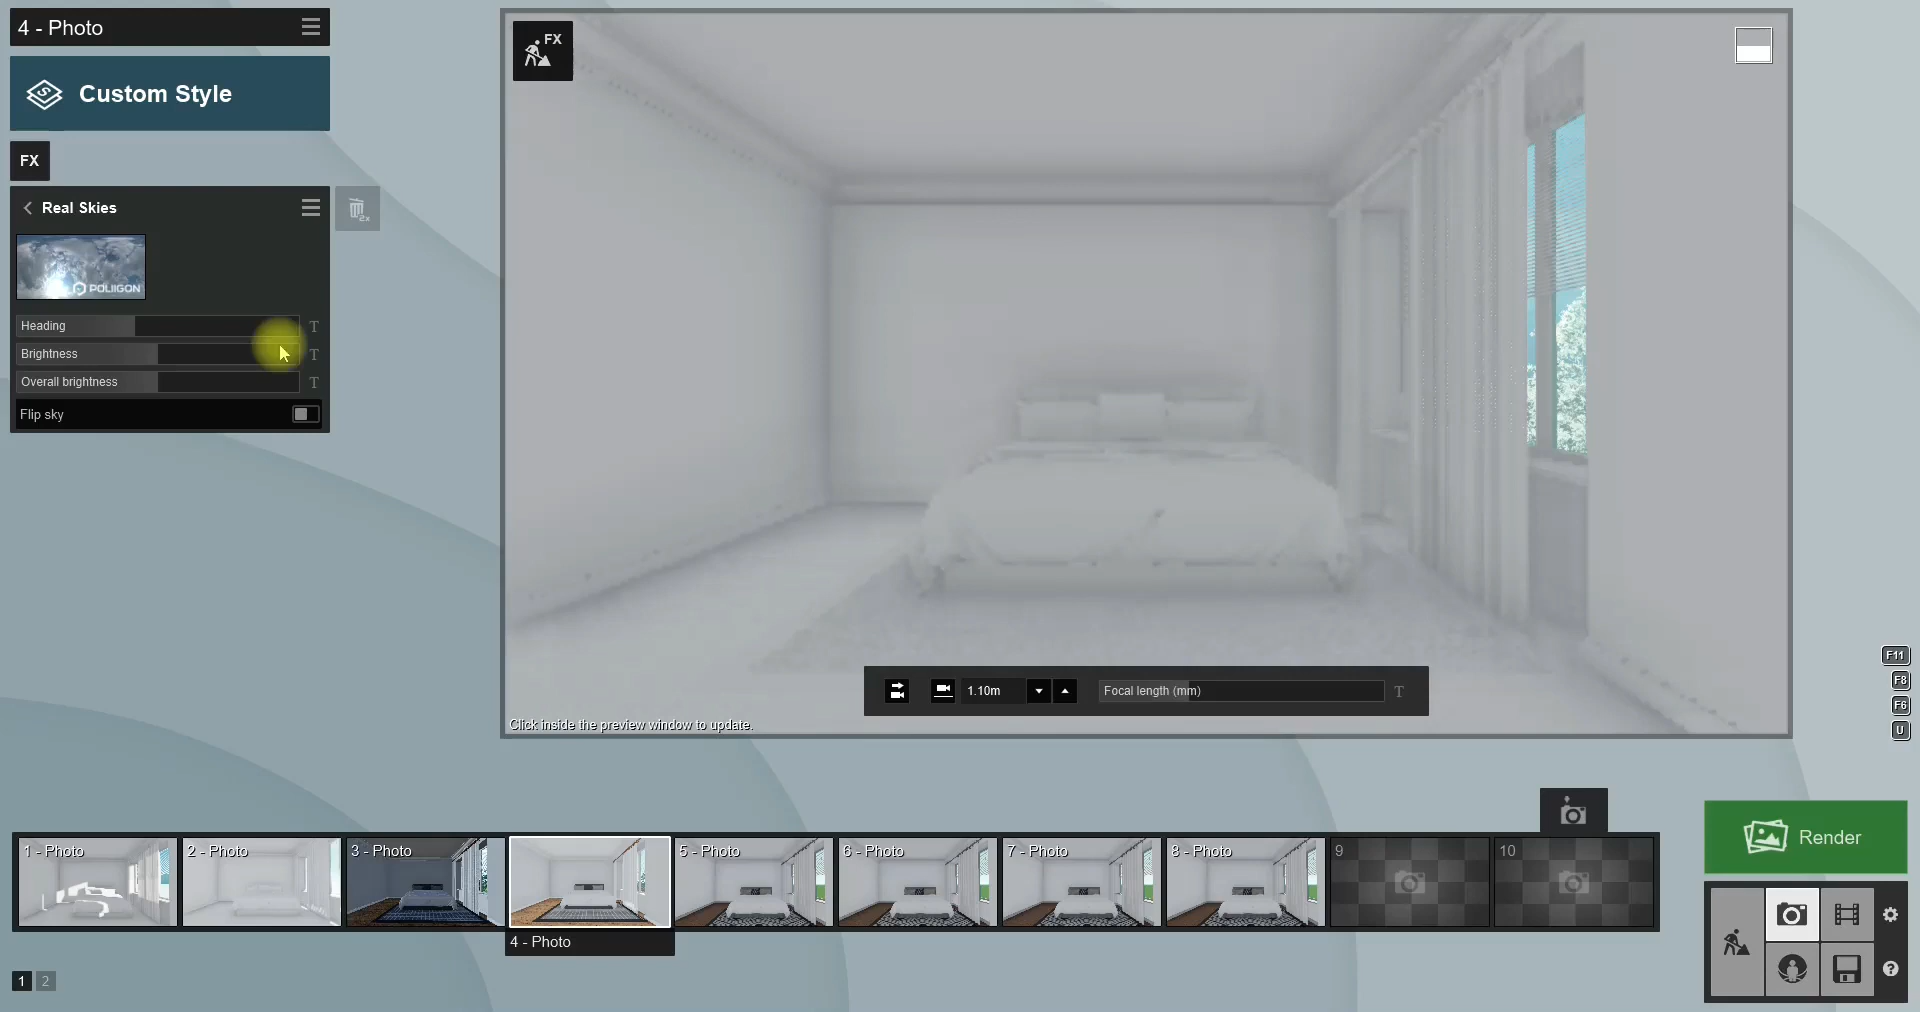 4 - Photo
Custom Style
FX
Real Skies
2x
POLIIGON
Heading
T
Brightness
T
Overall brightness
T
Flip sky
FX
1.10m
Focal length (mm)
T
Click inside the preview window to update.
F11
F8
F6
U
Render
1 - Photo
2 - Photo
3 - Photo
5 - Photo
6 - Photo
7 - Photo
8 - Photo
9
10
4 - Photo
1
2
?